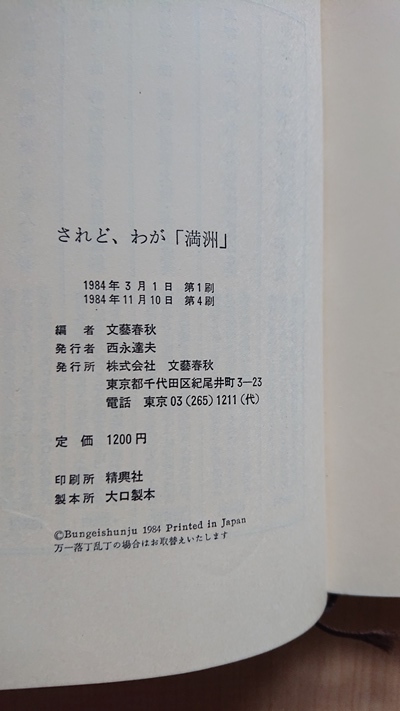 されど、わが「満洲」
1984年3月1日 第1刷
1984年11月10日 第4刷
編者 文藝春秋
発行者 西永達夫
発行所 株式会社 文藝春秋
東京都千代田区紀尾井町3−23
電話 東京03(265)1211(代)
定価 1200円
印刷所 精興社
製本所 大口製本
©Bungeishunju 1984 Printed in Japan
万一落丁乱丁の場合はお取替えいたします